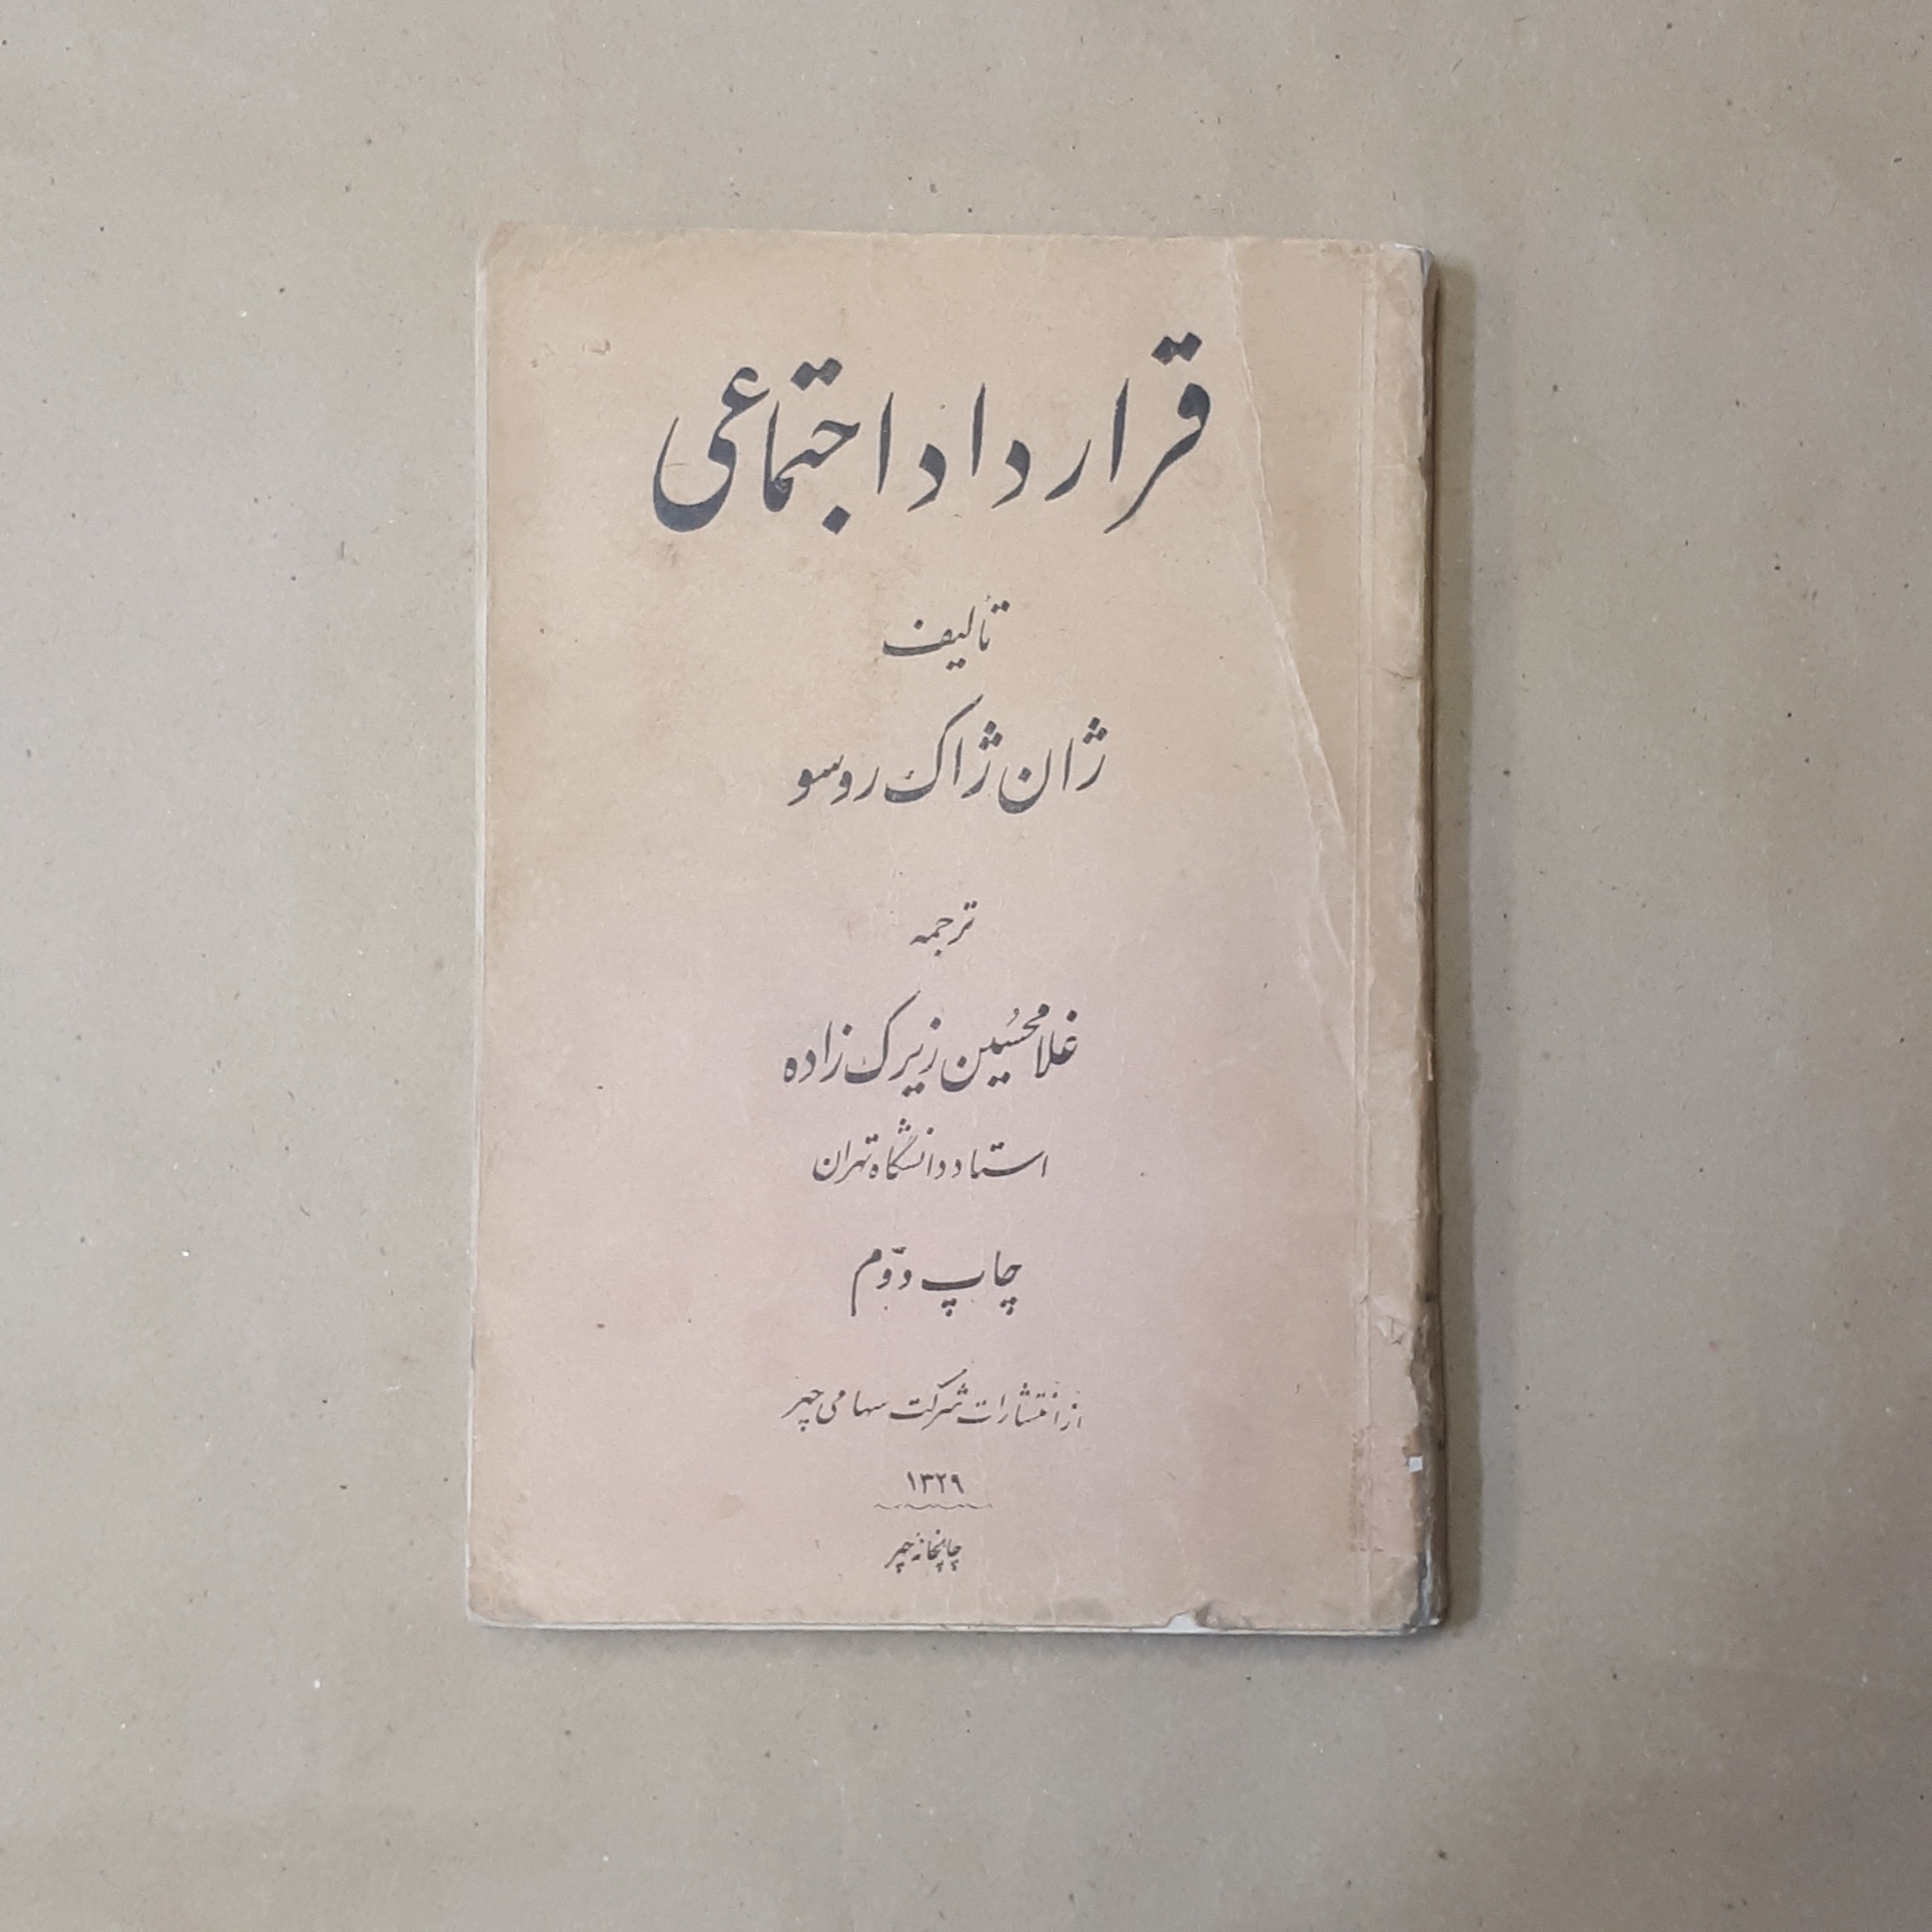 قرارداد اجتماعی
تألیف
ژان ژاک روسو
ترجمه
غلامحسین زیرک زاده
استاد دانشگاه تهران
چاپ دوّم
از انتشارات شرکت سهامی چهر
۱۳۲۹
چاپخانهٔ چهر